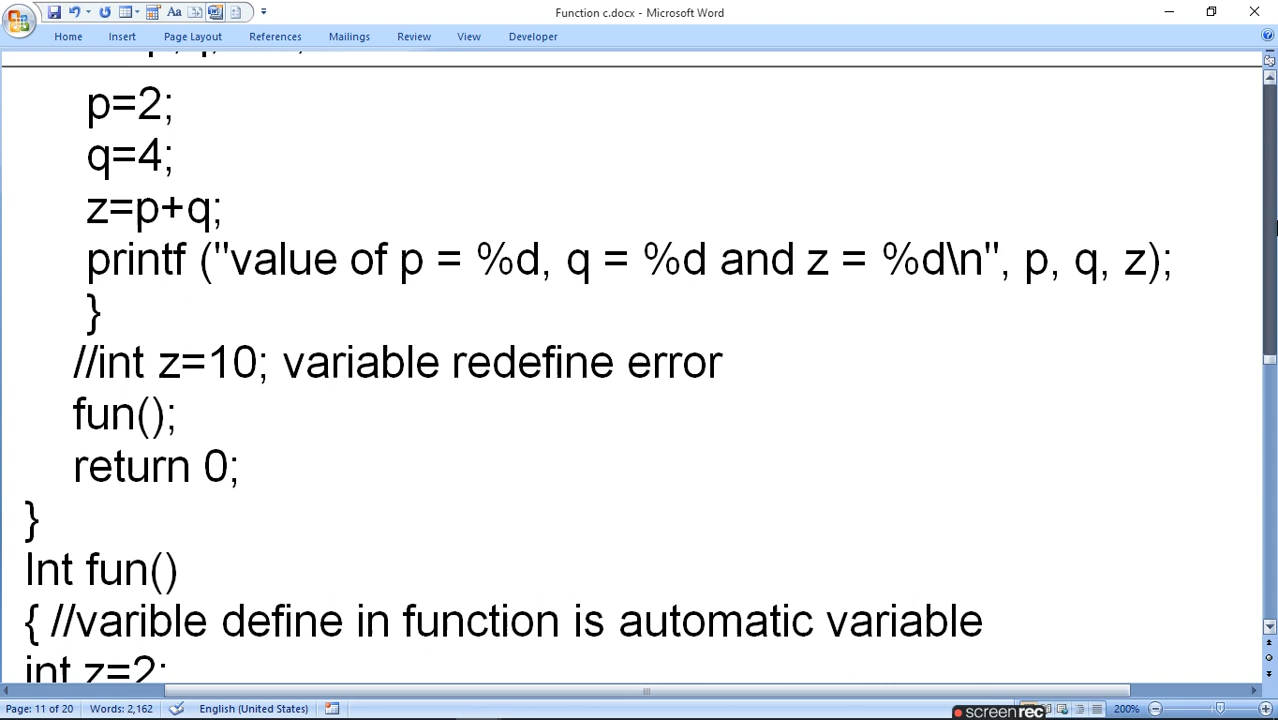 Function c.docx - Microsoft Word
Home Insert Page Layout References Mailings Review View Developer
p=2;
q=4;
z=p+q;
printf ("value of p = %d, q = %d and z = %d\n", p, q, z);
}
//int z=10; variable redefine error
fun();
return 0;
}
Int fun()
{ //varible define in function is automatic variable
int z=2;
Page: 11 of 20 Words: 2,162 English (United States) 200%
screenrec